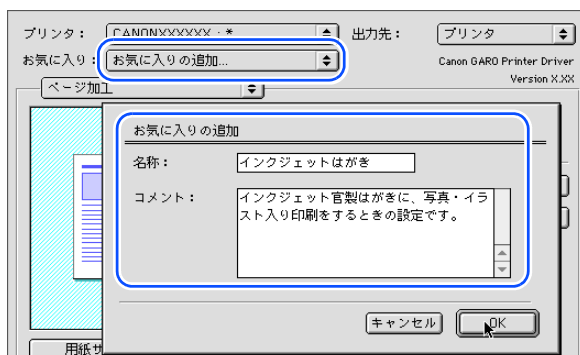 プリンタ： CANONXXXXXX：* 出力先： プリンタ
お気に入り： お気に入りの追加...
Canon GARO Printer Driver
Version X.XX
ページ加工
お気に入りの追加
名称： インクジェットはがき
コメント： インクジェット官製はがきに、写真・イラ
スト入り印刷をするときの設定です。
キャンセル OK
用紙サ